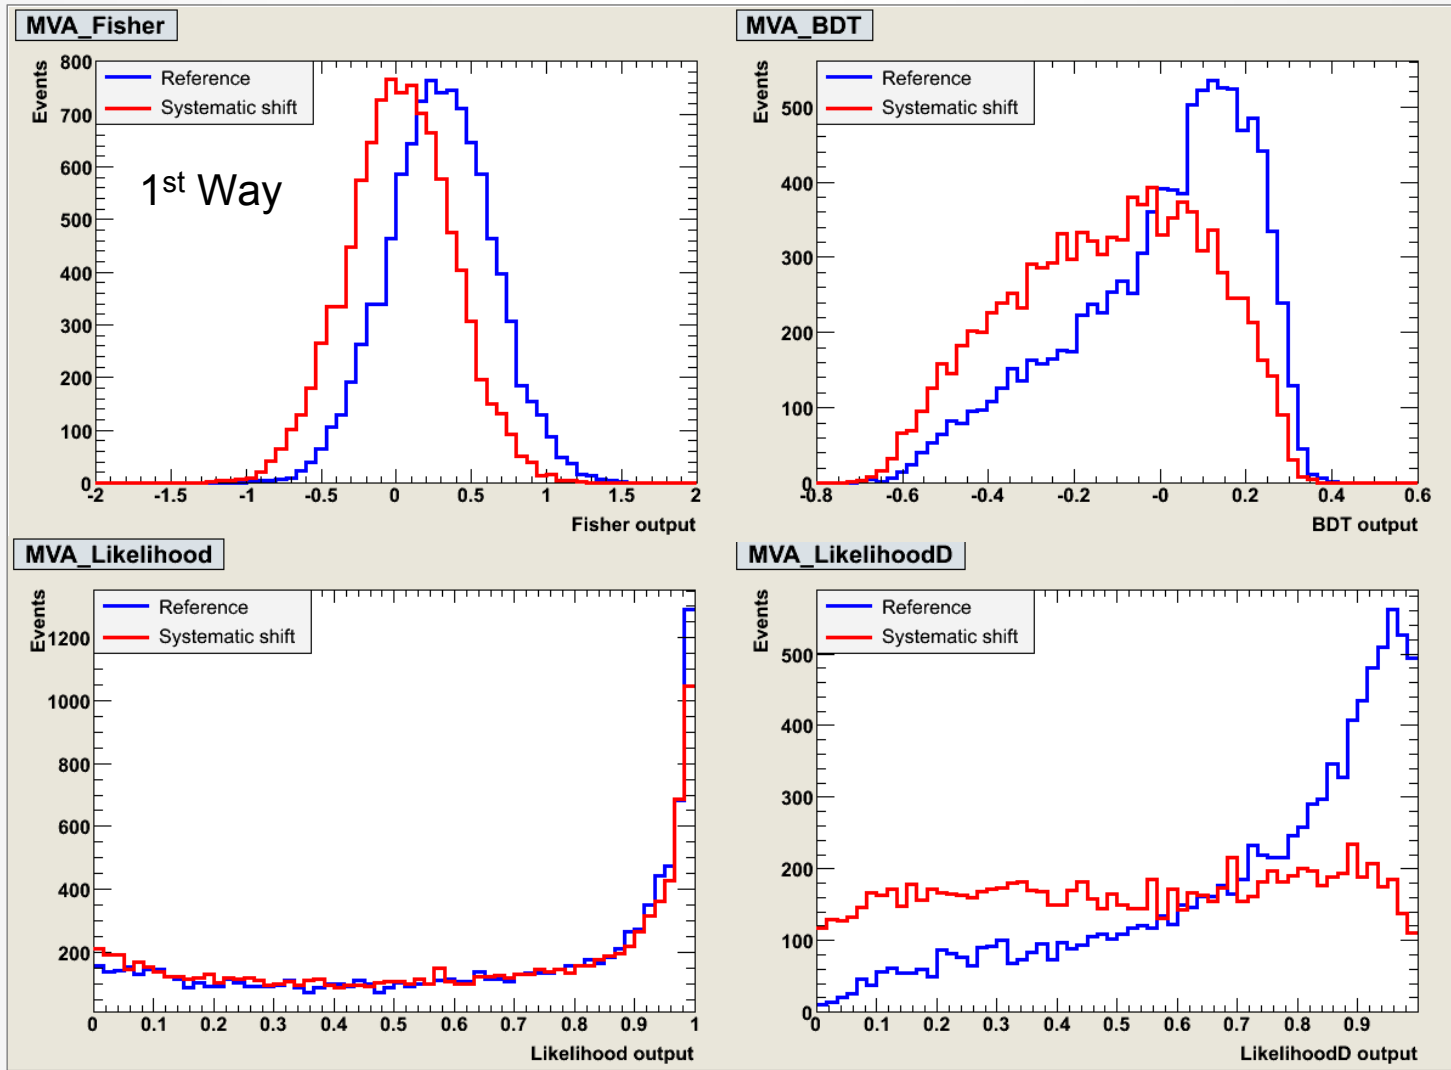 MVA_Fisher
Events
800
700
600
500
400
300
200
100
0
Reference
Systematic shift
1st Way
-2 -1.5 -1 -0.5 0 0.5 1 1.5 2
Fisher output
MVA_BDT
Events
500
400
300
200
100
0
Reference
Systematic shift
-0.8 -0.6 -0.4 -0.2 -0 0.2 0.4 0.6
BDT output
MVA_Likelihood
Events
1200
1000
800
600
400
200
Reference
Systematic shift
0 0.1 0.2 0.3 0.4 0.5 0.6 0.7 0.8 0.9 1
Likelihood output
MVA_LikelihoodD
Events
500
400
300
200
100
0
Reference
Systematic shift
0 0.1 0.2 0.3 0.4 0.5 0.6 0.7 0.8 0.9
LikelihoodD output